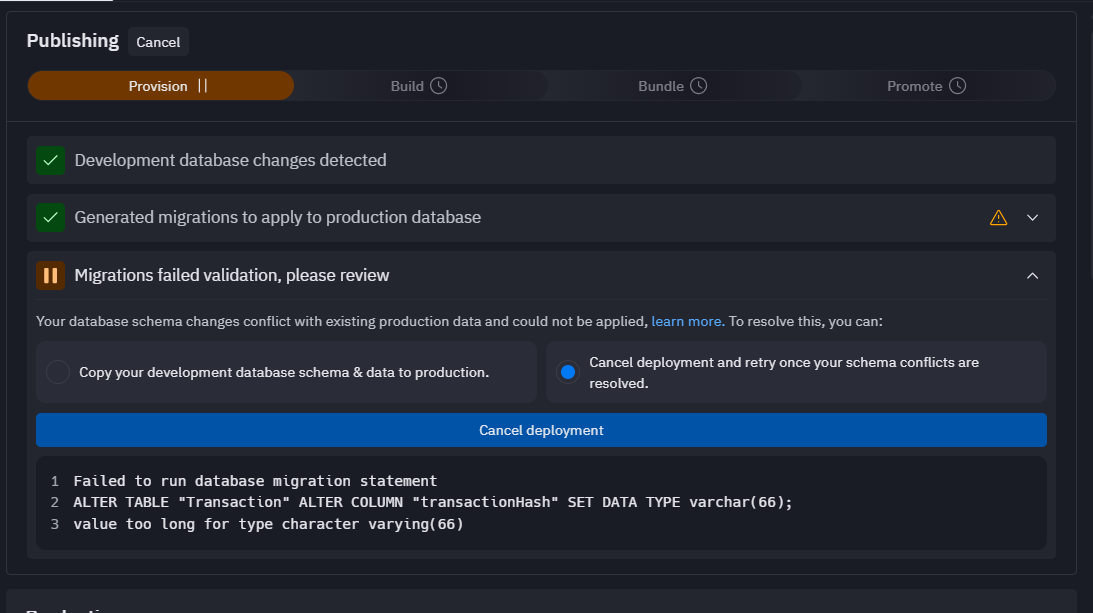 Publishing Cancel
Provision Build Bundle Promote
Development database changes detected
Generated migrations to apply to production database
Migrations failed validation, please review
Your database schema changes conflict with existing production data and could not be applied, learn more. To resolve this, you can:
Copy your development database schema & data to production.
Cancel deployment and retry once your schema conflicts are
resolved.
Cancel deployment
1 Failed to run database migration statement
2 ALTER TABLE "Transaction" ALTER COLUMN "transactionHash" SET DATA TYPE varchar(66);
3 value too long for type character varying(66)